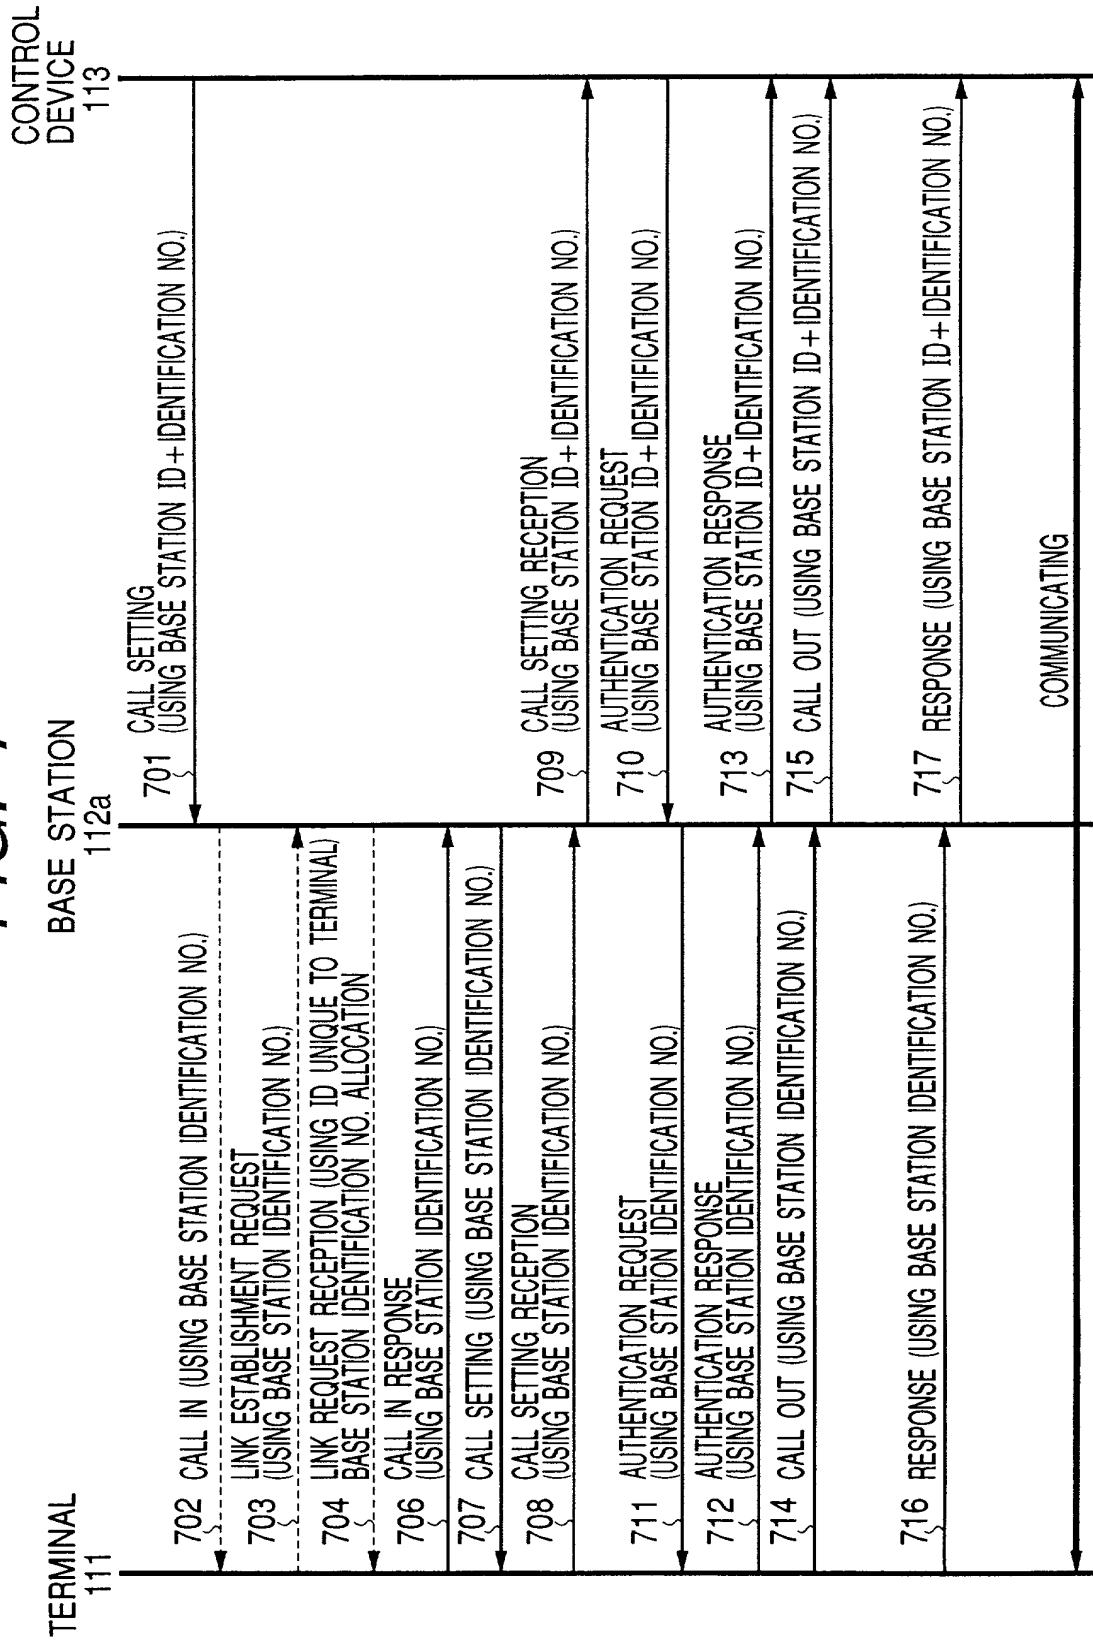 TERMINAL
111
BASE STATION
112a
CONTROL
DEVICE
113
701
CALL SETTING
(USING BASE STATION ID+IDENTIFICATION NO.)
702
CALL IN (USING BASE STATION IDENTIFICATION NO.)
703
LINK ESTABLISHMENT REQUEST
(USING BASE STATION IDENTIFICATION NO.)
704
LINK REQUEST RECEPTION (USING ID UNIQUE TO TERMINAL)
BASE STATION IDENTIFICATION NO. ALLOCATION
706
CALL IN RESPONSE
(USING BASE STATION IDENTIFICATION NO.)
707
CALL SETTING (USING BASE STATION IDENTIFICATION NO.)
708
CALL SETTING RECEPTION
(USING BASE STATION IDENTIFICATION NO.)
709
CALL SETTING RECEPTION
(USING BASE STATION ID+IDENTIFICATION NO.)
710
AUTHENTICATION REQUEST
(USING BASE STATION ID+IDENTIFICATION NO.)
711
AUTHENTICATION REQUEST
(USING BASE STATION IDENTIFICATION NO.)
712
AUTHENTICATION RESPONSE
(USING BASE STATION IDENTIFICATION NO.)
713
AUTHENTICATION RESPONSE
(USING BASE STATION ID+IDENTIFICATION NO.)
714
CALL OUT (USING BASE STATION IDENTIFICATION NO.)
715
CALL OUT (USING BASE STATION ID+IDENTIFICATION NO.)
716
RESPONSE (USING BASE STATION IDENTIFICATION NO.)
717
RESPONSE (USING BASE STATION ID+IDENTIFICATION NO.)
COMMUNICATING